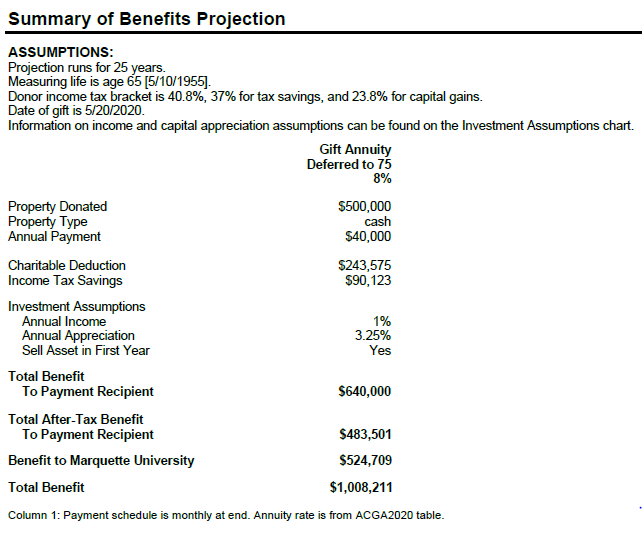 Summary of Benefits Projection
ASSUMPTIONS:
Projection runs for 25 years.
Measuring life is age 65 [5/10/1955].
Donor income tax bracket is 40.8%, 37% for tax savings, and 23.8% for capital gains.
Date of gift is 5/20/2020.
Information on income and capital appreciation assumptions can be found on the Investment Assumptions chart.
Gift Annuity
Deferred to 75
8%
Property Donated $500,000
Property Type cash
Annual Payment $40,000
Charitable Deduction $243,575
Income Tax Savings $90,123
Investment Assumptions
Annual Income 1%
Annual Appreciation 3.25%
Sell Asset in First Year Yes
Total Benefit
To Payment Recipient $640,000
Total After-Tax Benefit
To Payment Recipient $483,501
Benefit to Marquette University $524,709
Total Benefit $1,008,211
Column 1: Payment schedule is monthly at end. Annuity rate is from ACGA2020 table.